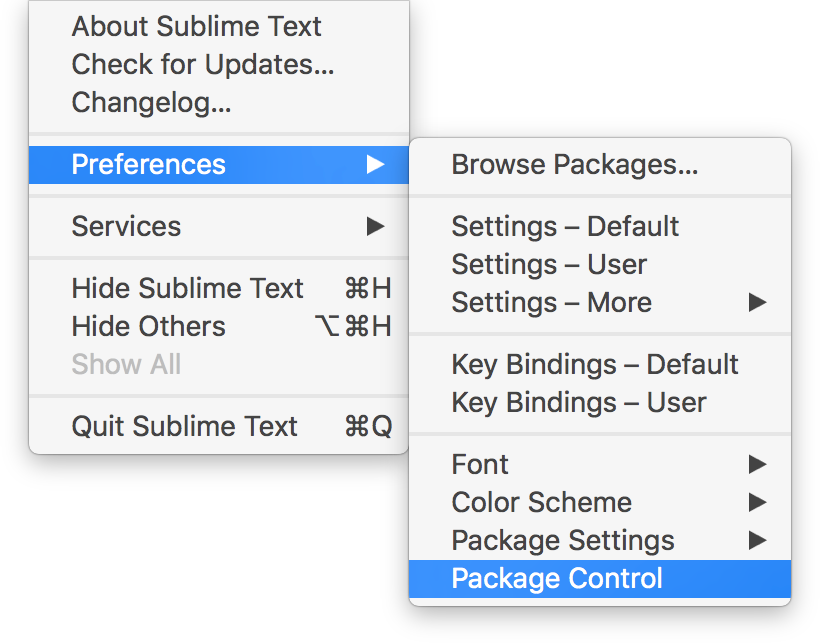 About Sublime Text
Check for Updates...
Changelog...
Preferences ▶
Services ▶
Hide Sublime Text ⌘H
Hide Others ⌥⌘H
Show All
Quit Sublime Text ⌘Q
Browse Packages...
Settings – Default
Settings – User
Settings – More ▶
Key Bindings – Default
Key Bindings – User
Font ▶
Color Scheme ▶
Package Settings ▶
Package Control